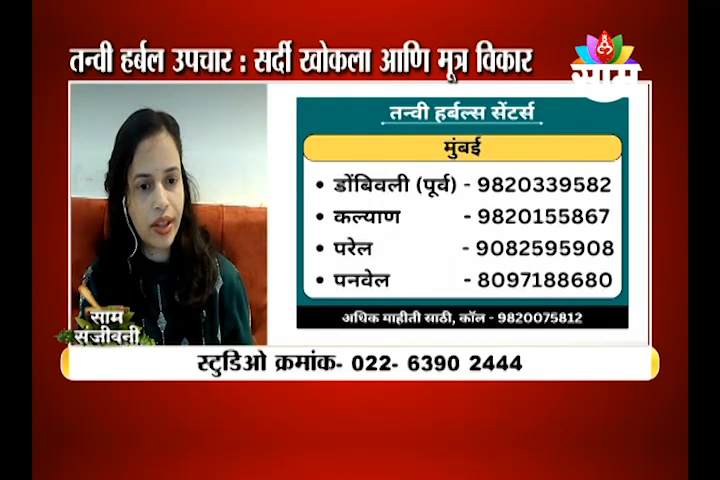 तन्वी हर्बल उपचार : सर्दी खोकला आणि मूत्र विकार
साम
तन्वी हर्बल्स सेंटर्स
मुंबई
• डोंबिवली (पूर्व) - 9820339582
• कल्याण - 9820155867
• परेल - 9082595908
• पनवेल - 8097188680
अधिक माहीती साठी, कॉल - 9820075812
साम
संजीवनी
स्टुडिओ क्रमांक- 022- 6390 2444